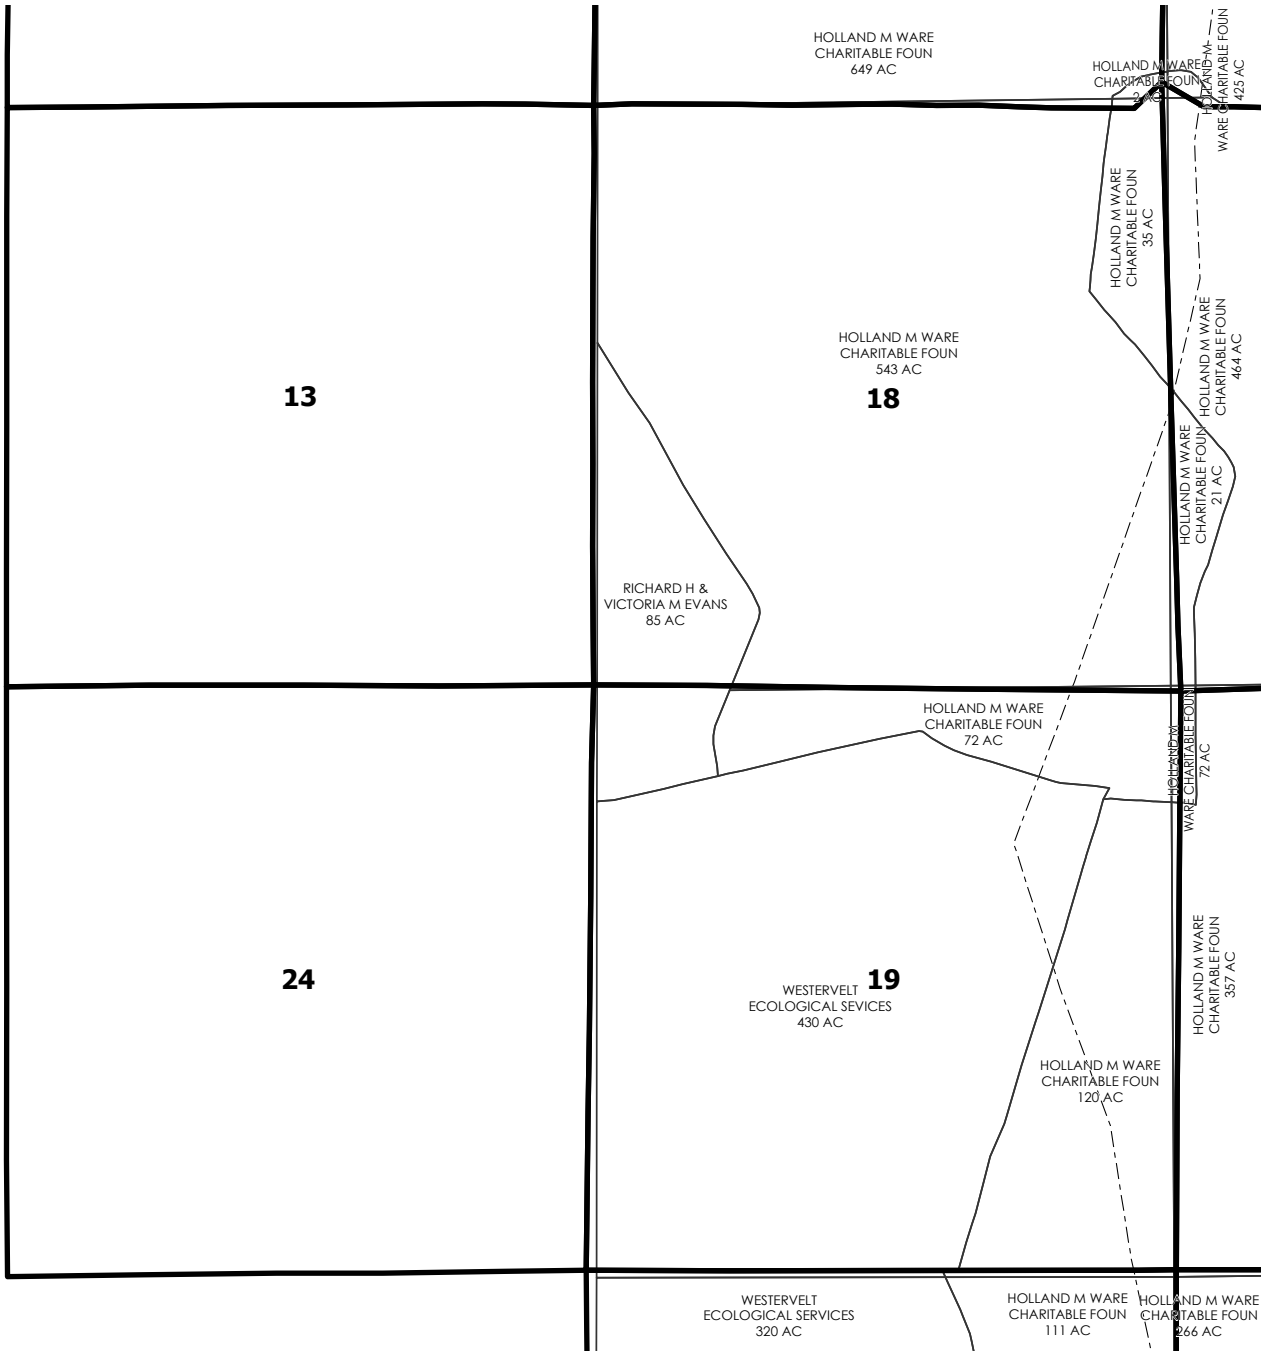 HOLLAND M WARE
CHARITABLE FOUN
649 AC
HOLLAND M WARE
CHARITABLE FOUN
2 AC
HOLLAND M
WARE CHARITABLE FOUN
425 AC
HOLLAND M WARE
CHARITABLE FOUN
35 AC
HOLLAND M WARE
CHARITABLE FOUN
464 AC
HOLLAND M WARE
CHARITABLE FOUN
543 AC
13
18
HOLLAND M WARE
CHARITABLE FOUN
21 AC
RICHARD H &
VICTORIA M EVANS
85 AC
HOLLAND M WARE
CHARITABLE FOUN
72 AC
HOLLAND M
WARE CHARITABLE FOUN
72 AC
24
19
WESTERVELT
ECOLOGICAL SEVICES
430 AC
HOLLAND M WARE
CHARITABLE FOUN
357 AC
HOLLAND M WARE
CHARITABLE FOUN
120 AC
WESTERVELT
ECOLOGICAL SERVICES
320 AC
HOLLAND M WARE
CHARITABLE FOUN
111 AC
HOLLAND M WARE
CHARITABLE FOUN
266 AC